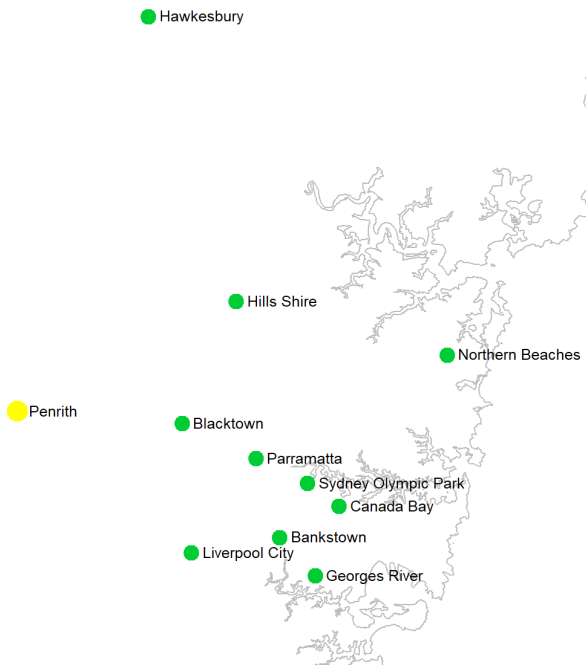 Hawkesbury
Hills Shire
Northern Beaches
Penrith
Blacktown
Parramatta
Sydney Olympic Park
Canada Bay
Bankstown
Liverpool City
Georges River